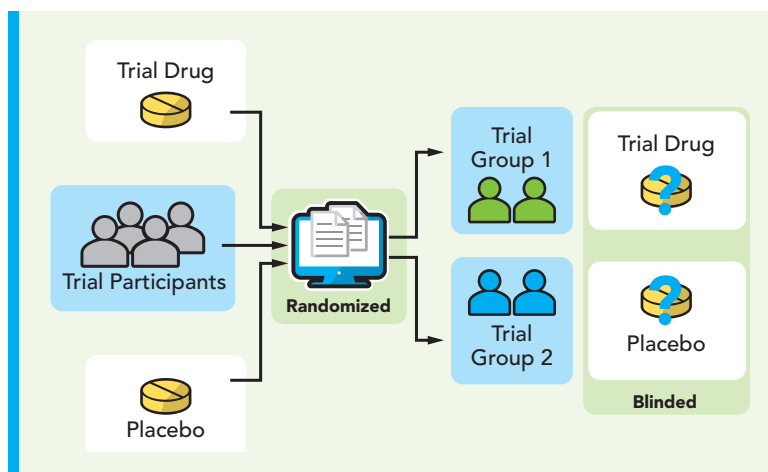 Trial Drug
Trial Participants
Placebo
Randomized
Trial
Group 1
Trial
Group 2
Trial Drug
?
?
Placebo
Blinded